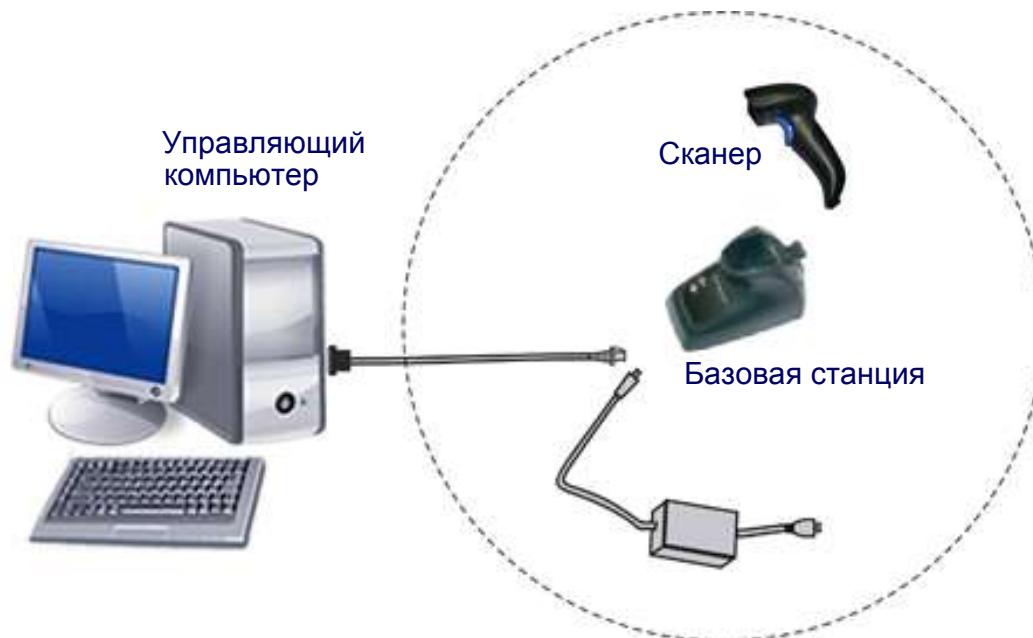 Управляющий
компьютер
Сканер
Базовая станция